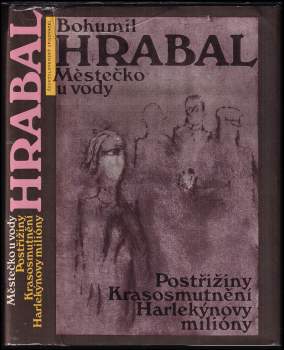 HRABAL
Městečko u vody
Postřižiny
Krasosmutnění
Harlekýnovy milióny
Bohumil
HRABAL
Městečko
u vody
Postřižiny
Krasosmutnění
Harlekýnovy
milióny